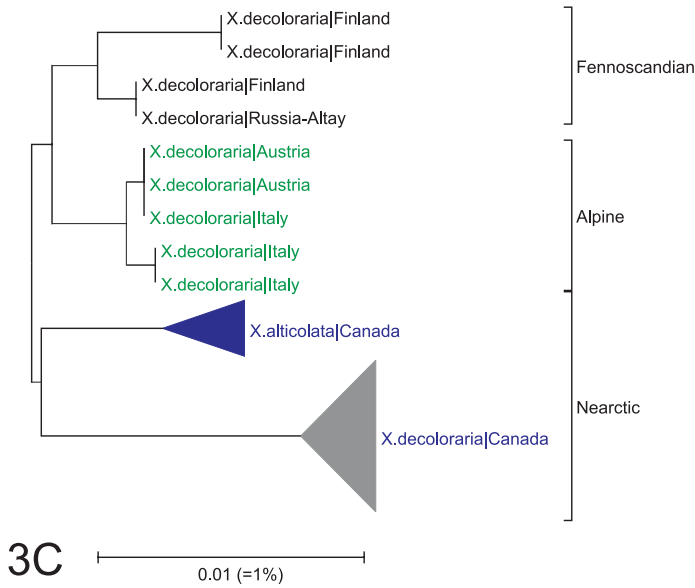 X.decoloraria|Finland
X.decoloraria|Finland
Fennoscandian
X.decoloraria|Finland
X.decoloraria|Russia-Altay
X.decoloraria|Austria
X.decoloraria|Austria
X.decoloraria|Italy
Alpine
X.decoloraria|Italy
X.decoloraria|Italy
X.alticolata|Canada
Nearctic
X.decoloraria|Canada
3C
0.01 (=1%)